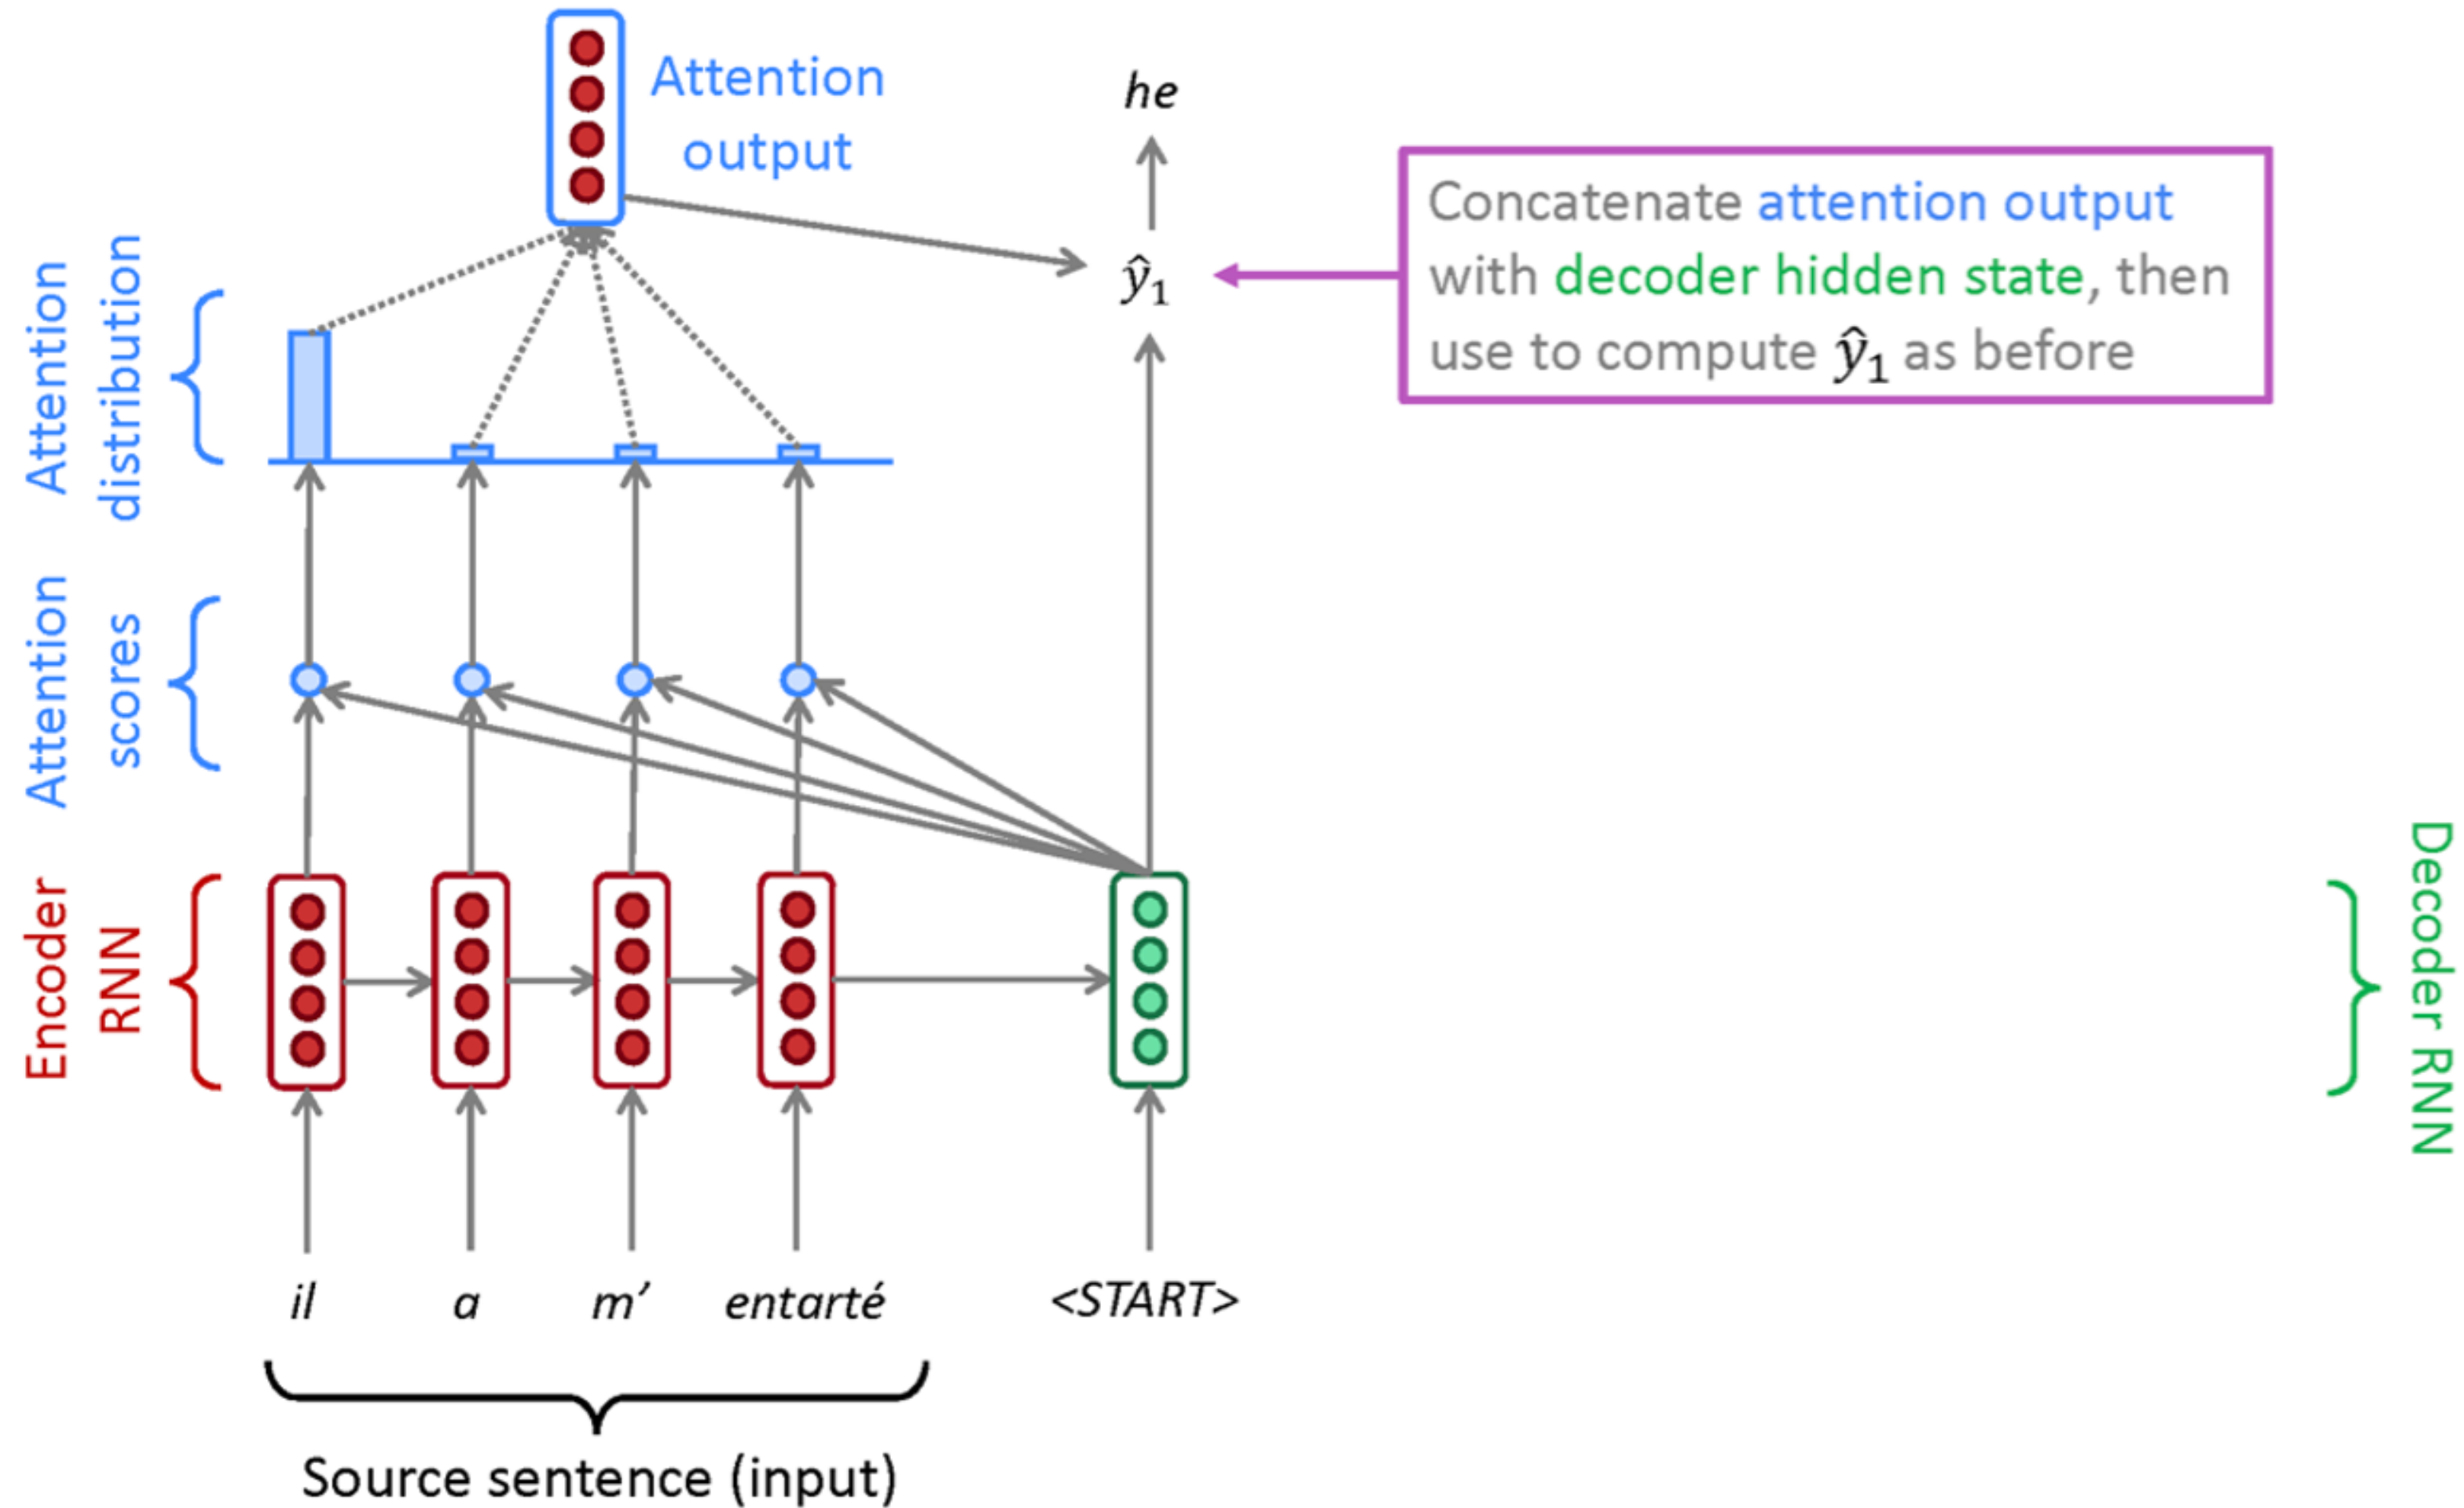 Attention
output
he
ŷ₁
Concatenate attention output
with decoder hidden state, then
use to compute ŷ₁ as before
Attention
distribution
Attention
scores
Encoder
RNN
Decoder RNN
il a m’ entarté <START>
Source sentence (input)